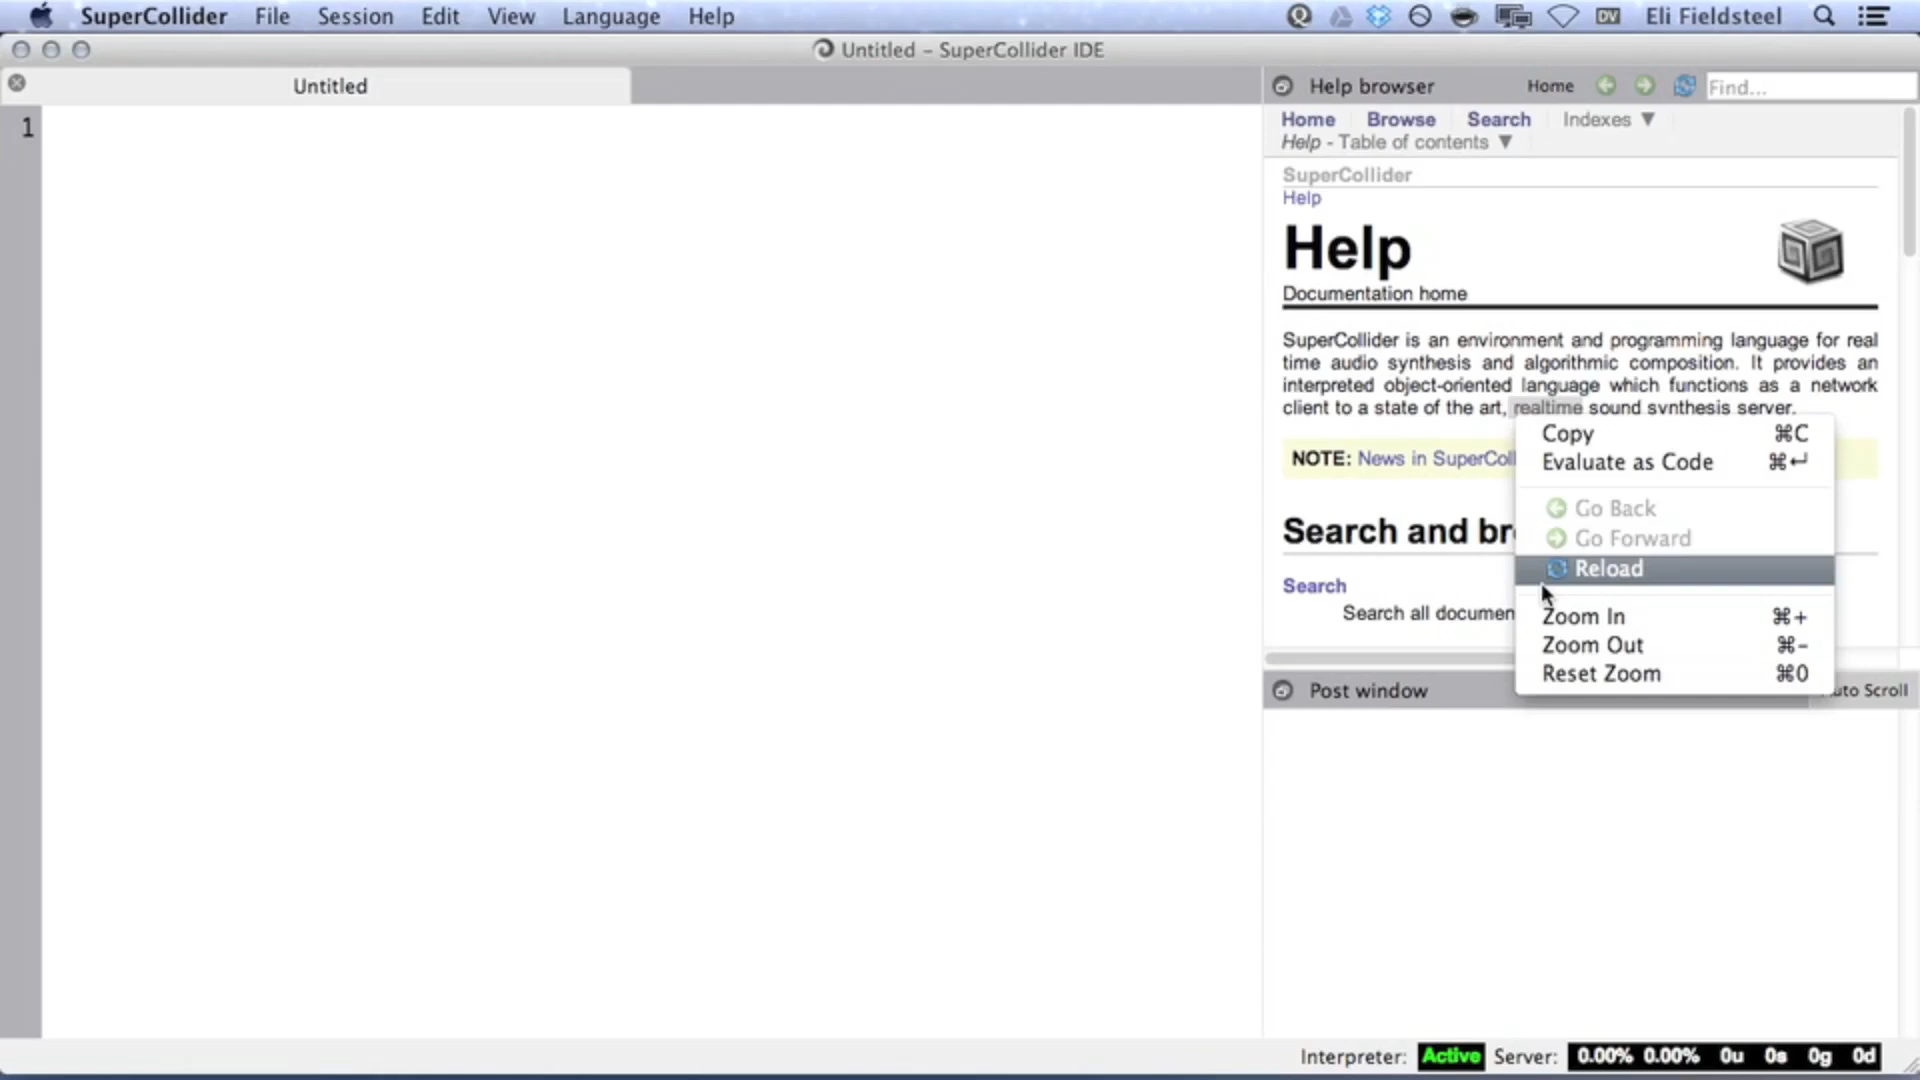 SuperCollider File Session Edit View Language Help DV Eli Fieldsteel
Untitled – SuperCollider IDE
Untitled
Help browser Home Find...
1
Home Browse Search Indexes ▼
Help - Table of contents ▼
SuperCollider
Help
Help
Documentation home
SuperCollider is an environment and programming language for real
time audio synthesis and algorithmic composition. It provides an
interpreted object-oriented language which functions as a network
client to a state of the art, realtime sound synthesis server.
NOTE: News in SuperColl
Search and br
Search
Search all documen
Copy ⌘C
Evaluate as Code ⌘↩
Go Back
Go Forward
Reload
Zoom In ⌘+
Zoom Out ⌘-
Reset Zoom ⌘0
Post window uto Scroll
Interpreter: Active Server: 0.00% 0.00% 0u 0s 0g 0d